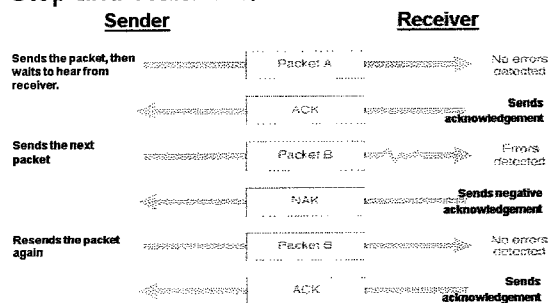 Sender
Receiver
Sends the packet, then
waits to hear from
receiver.
Packet A
No errors
detected
ACK
Sends
acknowledgement
Sends the next
packet
Packet B
Errors
detected
NAK
Sends negative
acknowledgement
Resends the packet
again
Packet B
No errors
detected
ACK
Sends
acknowledgement